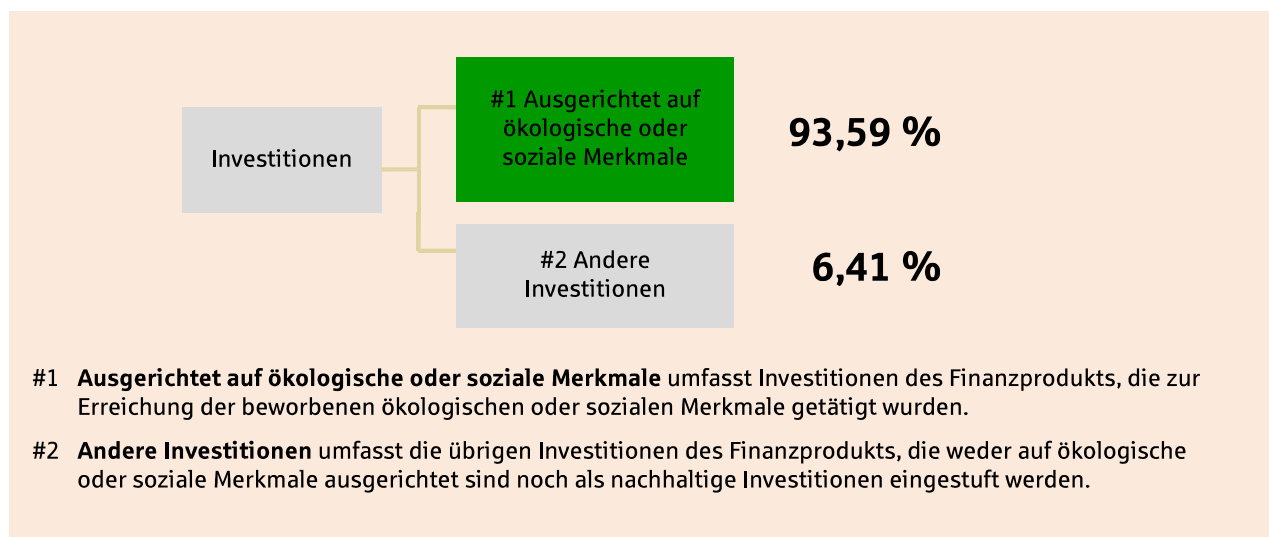 Investitionen
#1 Ausgerichtet auf
ökologische oder
soziale Merkmale
93,59 %
#2 Andere
Investitionen
6,41 %
#1 Ausgerichtet auf ökologische oder soziale Merkmale umfasst Investitionen des Finanzprodukts, die zur
Erreichung der beworbenen ökologischen oder sozialen Merkmale getätigt wurden.
#2 Andere Investitionen umfasst die übrigen Investitionen des Finanzprodukts, die weder auf ökologische
oder soziale Merkmale ausgerichtet sind noch als nachhaltige Investitionen eingestuft werden.